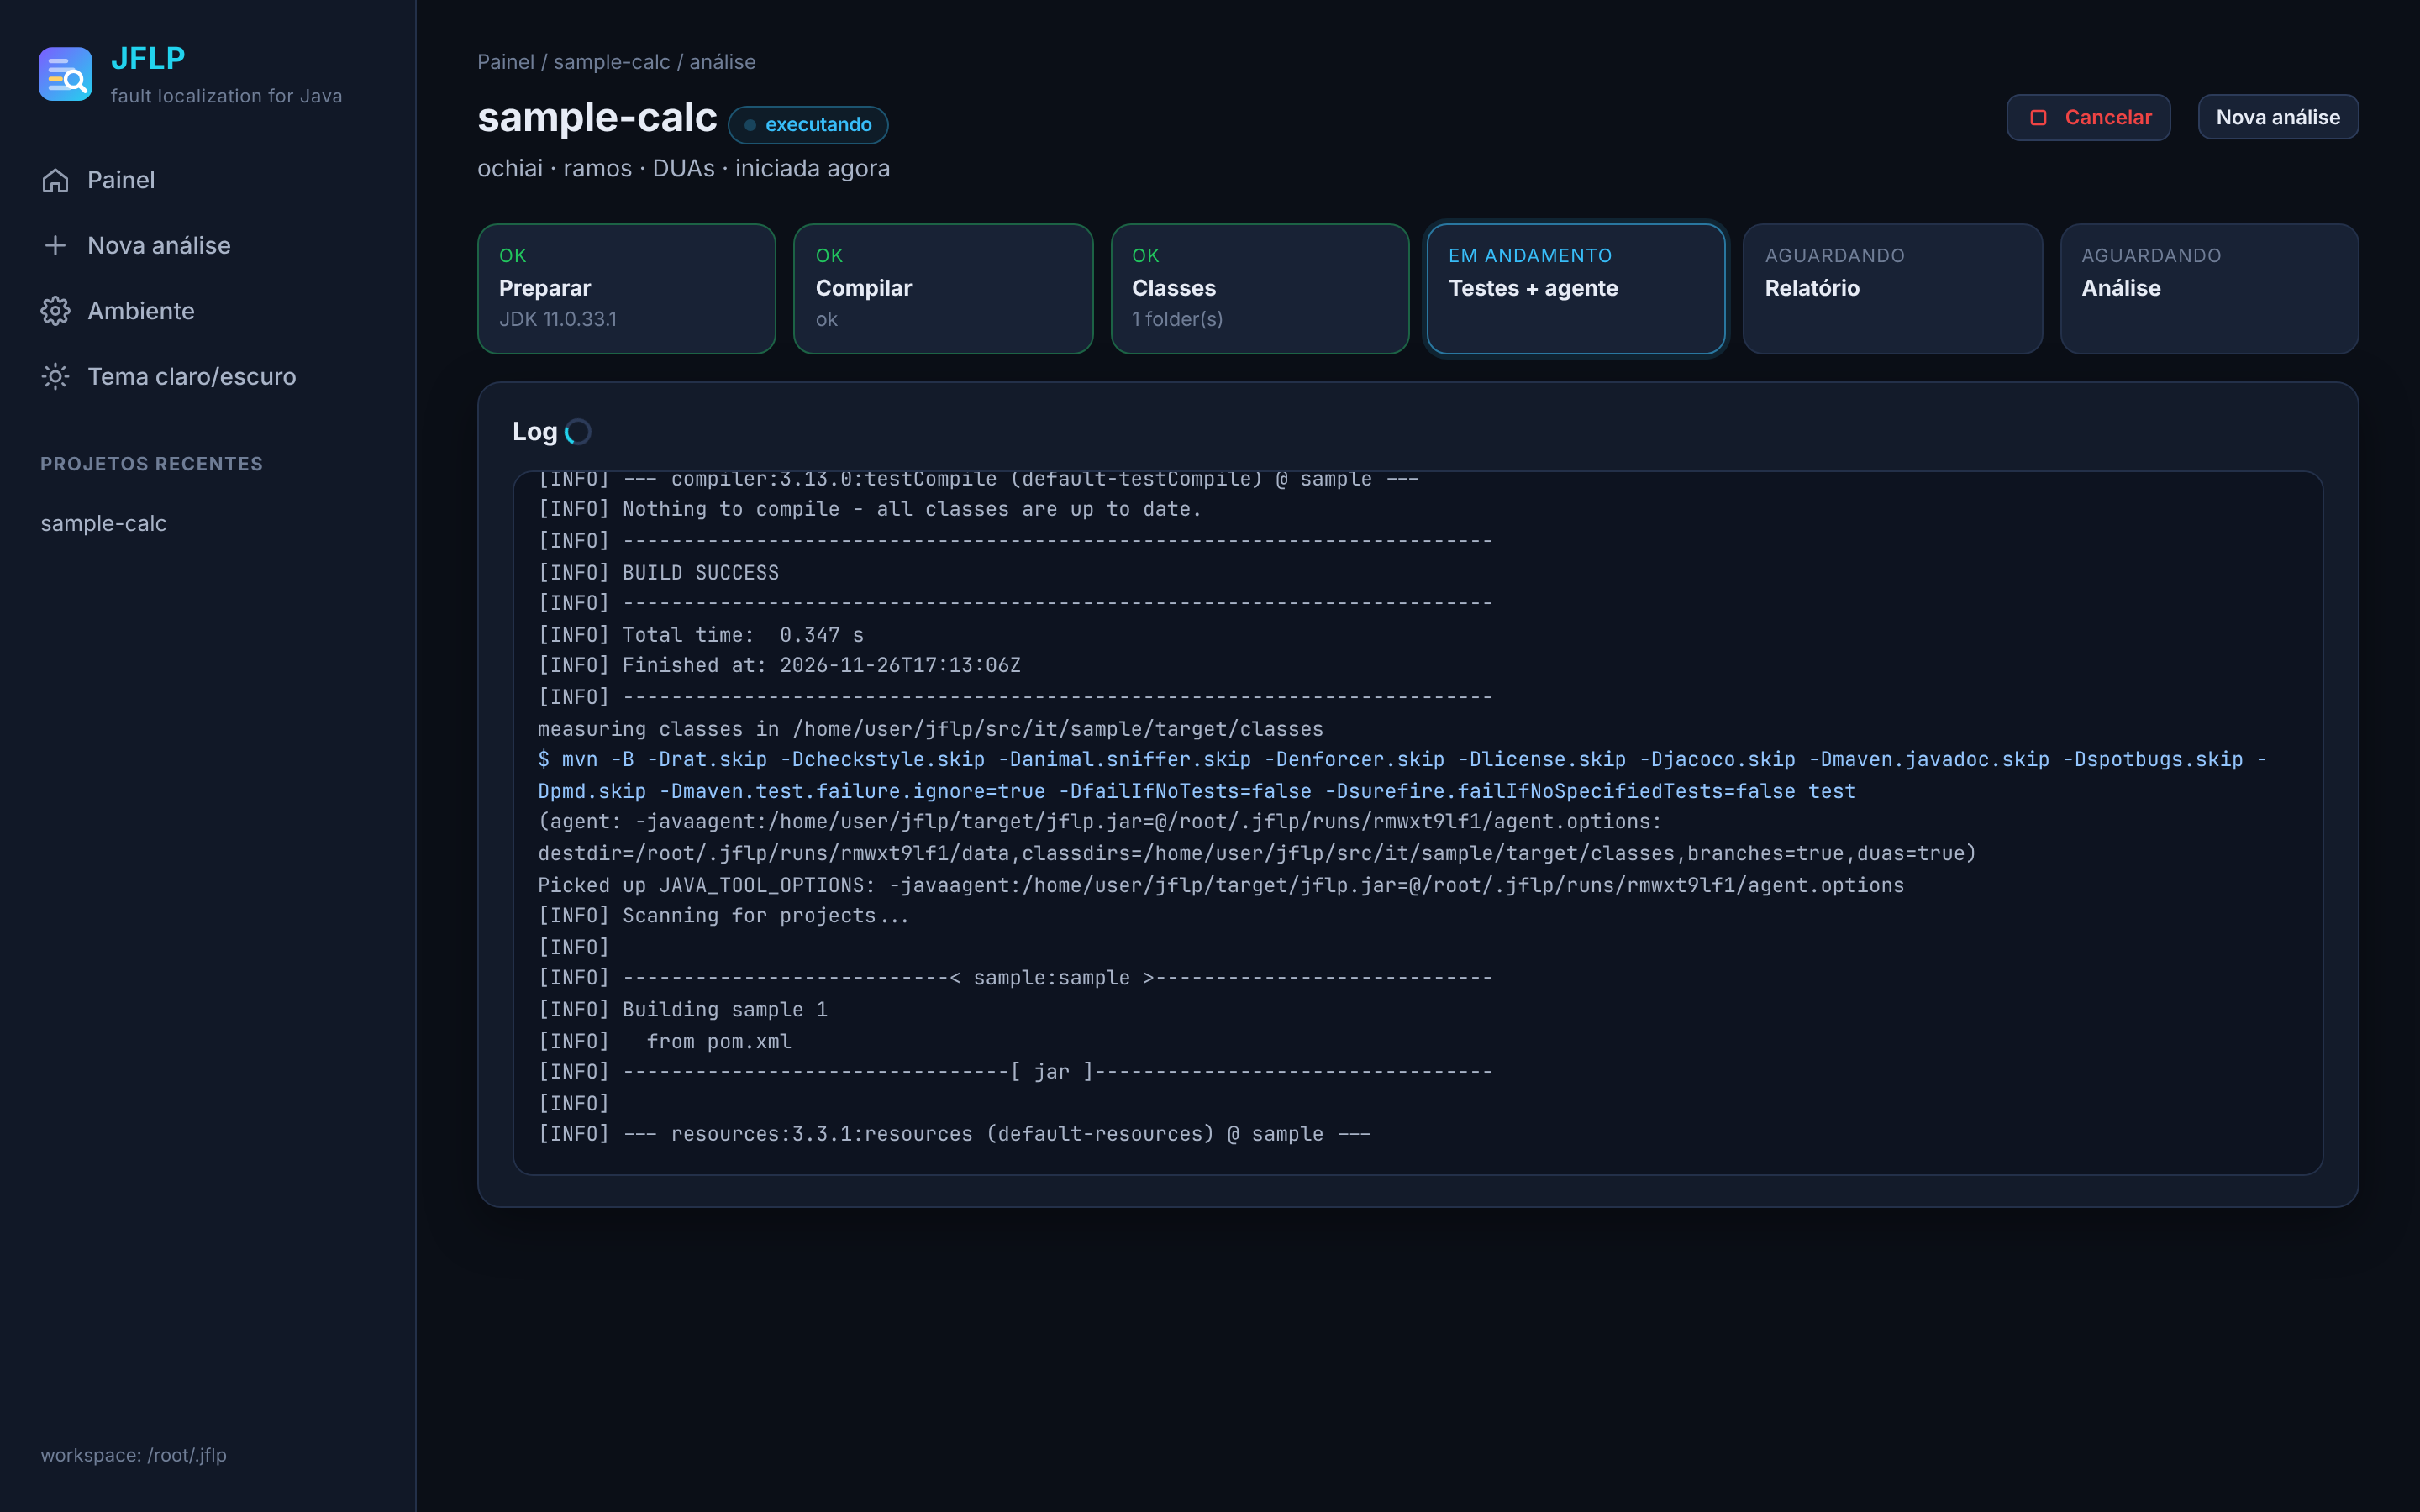 JFLP
fault localization for Java
Painel
Nova análise
Ambiente
Tema claro/escuro
PROJETOS RECENTES
sample-calc
workspace: /root/.jflp
Painel / sample-calc / análise
sample-calc
executando
ochiai · ramos · DUAs · iniciada agora
Cancelar
Nova análise
OK
Preparar
JDK 11.0.33.1
OK
Compilar
ok
OK
Classes
1 folder(s)
EM ANDAMENTO
Testes + agente
AGUARDANDO
Relatório
AGUARDANDO
Análise
Log
[INFO] --- compiler:3.13.0:testCompile (default-testCompile) @ sample ---
[INFO] Nothing to compile - all classes are up to date.
[INFO] ------------------------------------------------------------------------
[INFO] BUILD SUCCESS
[INFO] ------------------------------------------------------------------------
[INFO] Total time:  0.347 s
[INFO] Finished at: 2026-11-26T17:13:06Z
[INFO] ------------------------------------------------------------------------
measuring classes in /home/user/jflp/src/it/sample/target/classes
$ mvn -B -Drat.skip -Dcheckstyle.skip -Danimal.sniffer.skip -Denforcer.skip -Dlicense.skip -Djacoco.skip -Dmaven.javadoc.skip -Dspotbugs.skip -
Dpmd.skip -Dmaven.test.failure.ignore=true -DfailIfNoTests=false -Dsurefire.failIfNoSpecifiedTests=false test
(agent: -javaagent:/home/user/jflp/target/jflp.jar=@/root/.jflp/runs/rmwxt9lf1/agent.options:
destdir=/root/.jflp/runs/rmwxt9lf1/data,classdirs=/home/user/jflp/src/it/sample/target/classes,branches=true,duas=true)
Picked up JAVA_TOOL_OPTIONS: -javaagent:/home/user/jflp/target/jflp.jar=@/root/.jflp/runs/rmwxt9lf1/agent.options
[INFO] Scanning for projects...
[INFO]
[INFO] ---------------------------< sample:sample >----------------------------
[INFO] Building sample 1
[INFO]   from pom.xml
[INFO] --------------------------------[ jar ]---------------------------------
[INFO]
[INFO] --- resources:3.3.1:resources (default-resources) @ sample ---